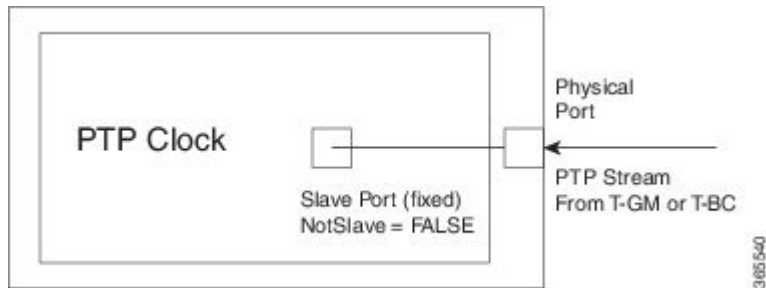 PTP Clock
Slave Port (fixed)
NotSlave = FALSE
Physical
Port
PTP Stream
From T-GM or T-BC
365540